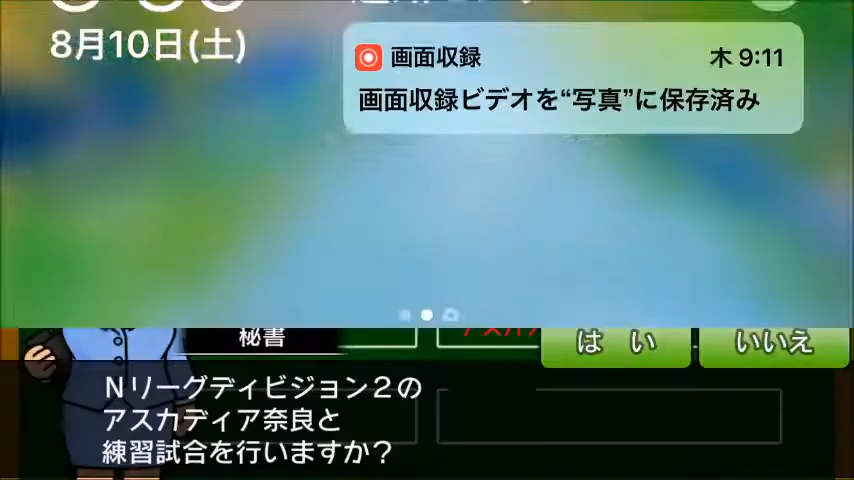 8月10日(土)
画面収録
木 9:11
画面収録ビデオを“写真”に保存済み
秘書
は い
いいえ
Nリーグディビジョン2の
アスカディア奈良と
練習試合を行いますか？